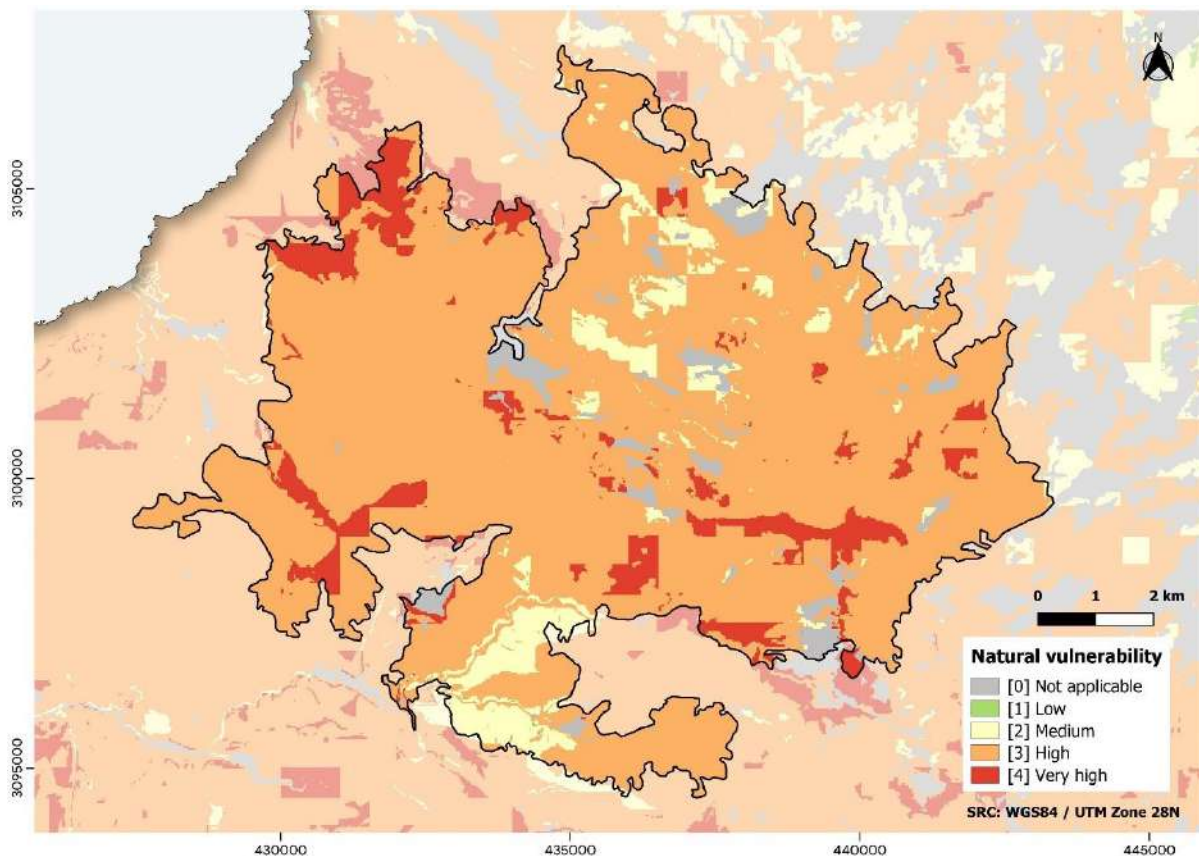 N
3105000
3100000
3095000
0 1 2 km
Natural vulnerability
[0] Not applicable
[1] Low
[2] Medium
[3] High
[4] Very high
SRC: WGS84 / UTM Zone 28N
430000 435000 440000 445000